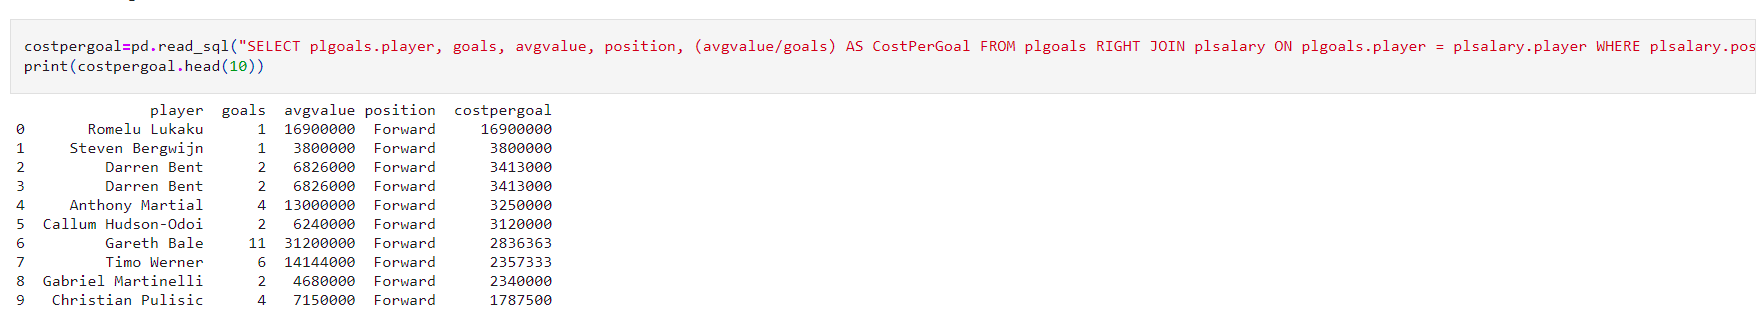 costpergoal=pd.read_sql("SELECT plgoals.player, goals, avgvalue, position, (avgvalue/goals) AS CostPerGoal FROM plgoals RIGHT JOIN plsalary ON plgoals.player = plsalary.player WHERE plsalary.pos
print(costpergoal.head(10))
player goals avgvalue position costpergoal
0 Romelu Lukaku 1 16900000 Forward 16900000
1 Steven Bergwijn 1 3800000 Forward 3800000
2 Darren Bent 2 6826000 Forward 3413000
3 Darren Bent 2 6826000 Forward 3413000
4 Anthony Martial 4 13000000 Forward 3250000
5 Callum Hudson-Odoi 2 6240000 Forward 3120000
6 Gareth Bale 11 31200000 Forward 2836363
7 Timo Werner 6 14144000 Forward 2357333
8 Gabriel Martinelli 2 4680000 Forward 2340000
9 Christian Pulisic 4 7150000 Forward 1787500